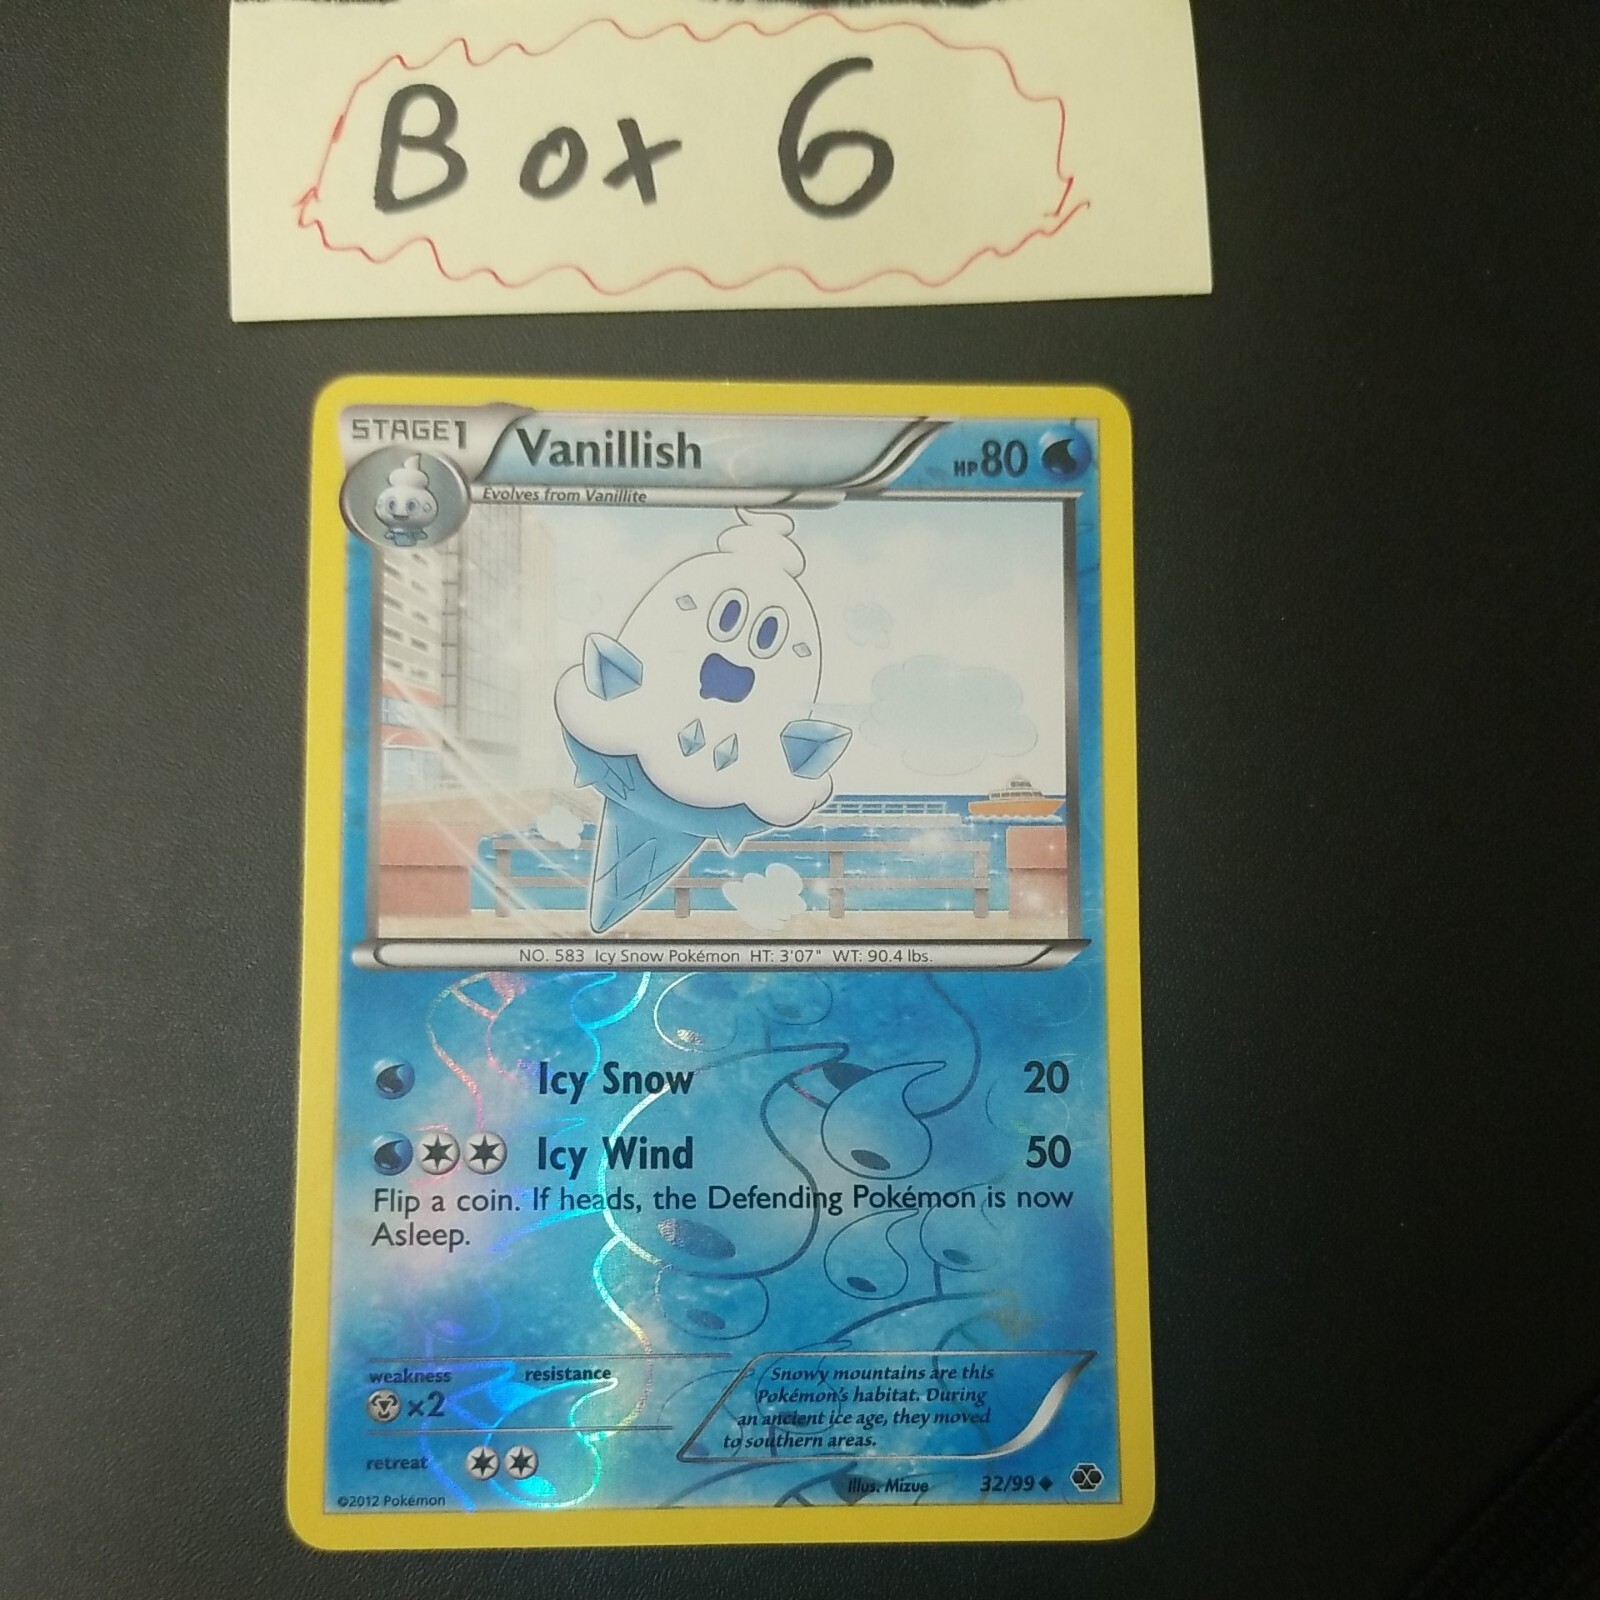 Box 6
STAGE1 Vanillish HP80
Evolves from Vanillite
NO. 583 Icy Snow Pokémon HT: 3'07" WT: 90.4 lbs.
Icy Snow 20
Icy Wind 50
Flip a coin. If heads, the Defending Pokémon is now
Asleep.
weakness resistance
×2
retreat
Snowy mountains are this
Pokémon's habitat. During
an ancient ice age, they moved
to southern areas.
Illus. Mizue 32/99
©2012 Pokémon